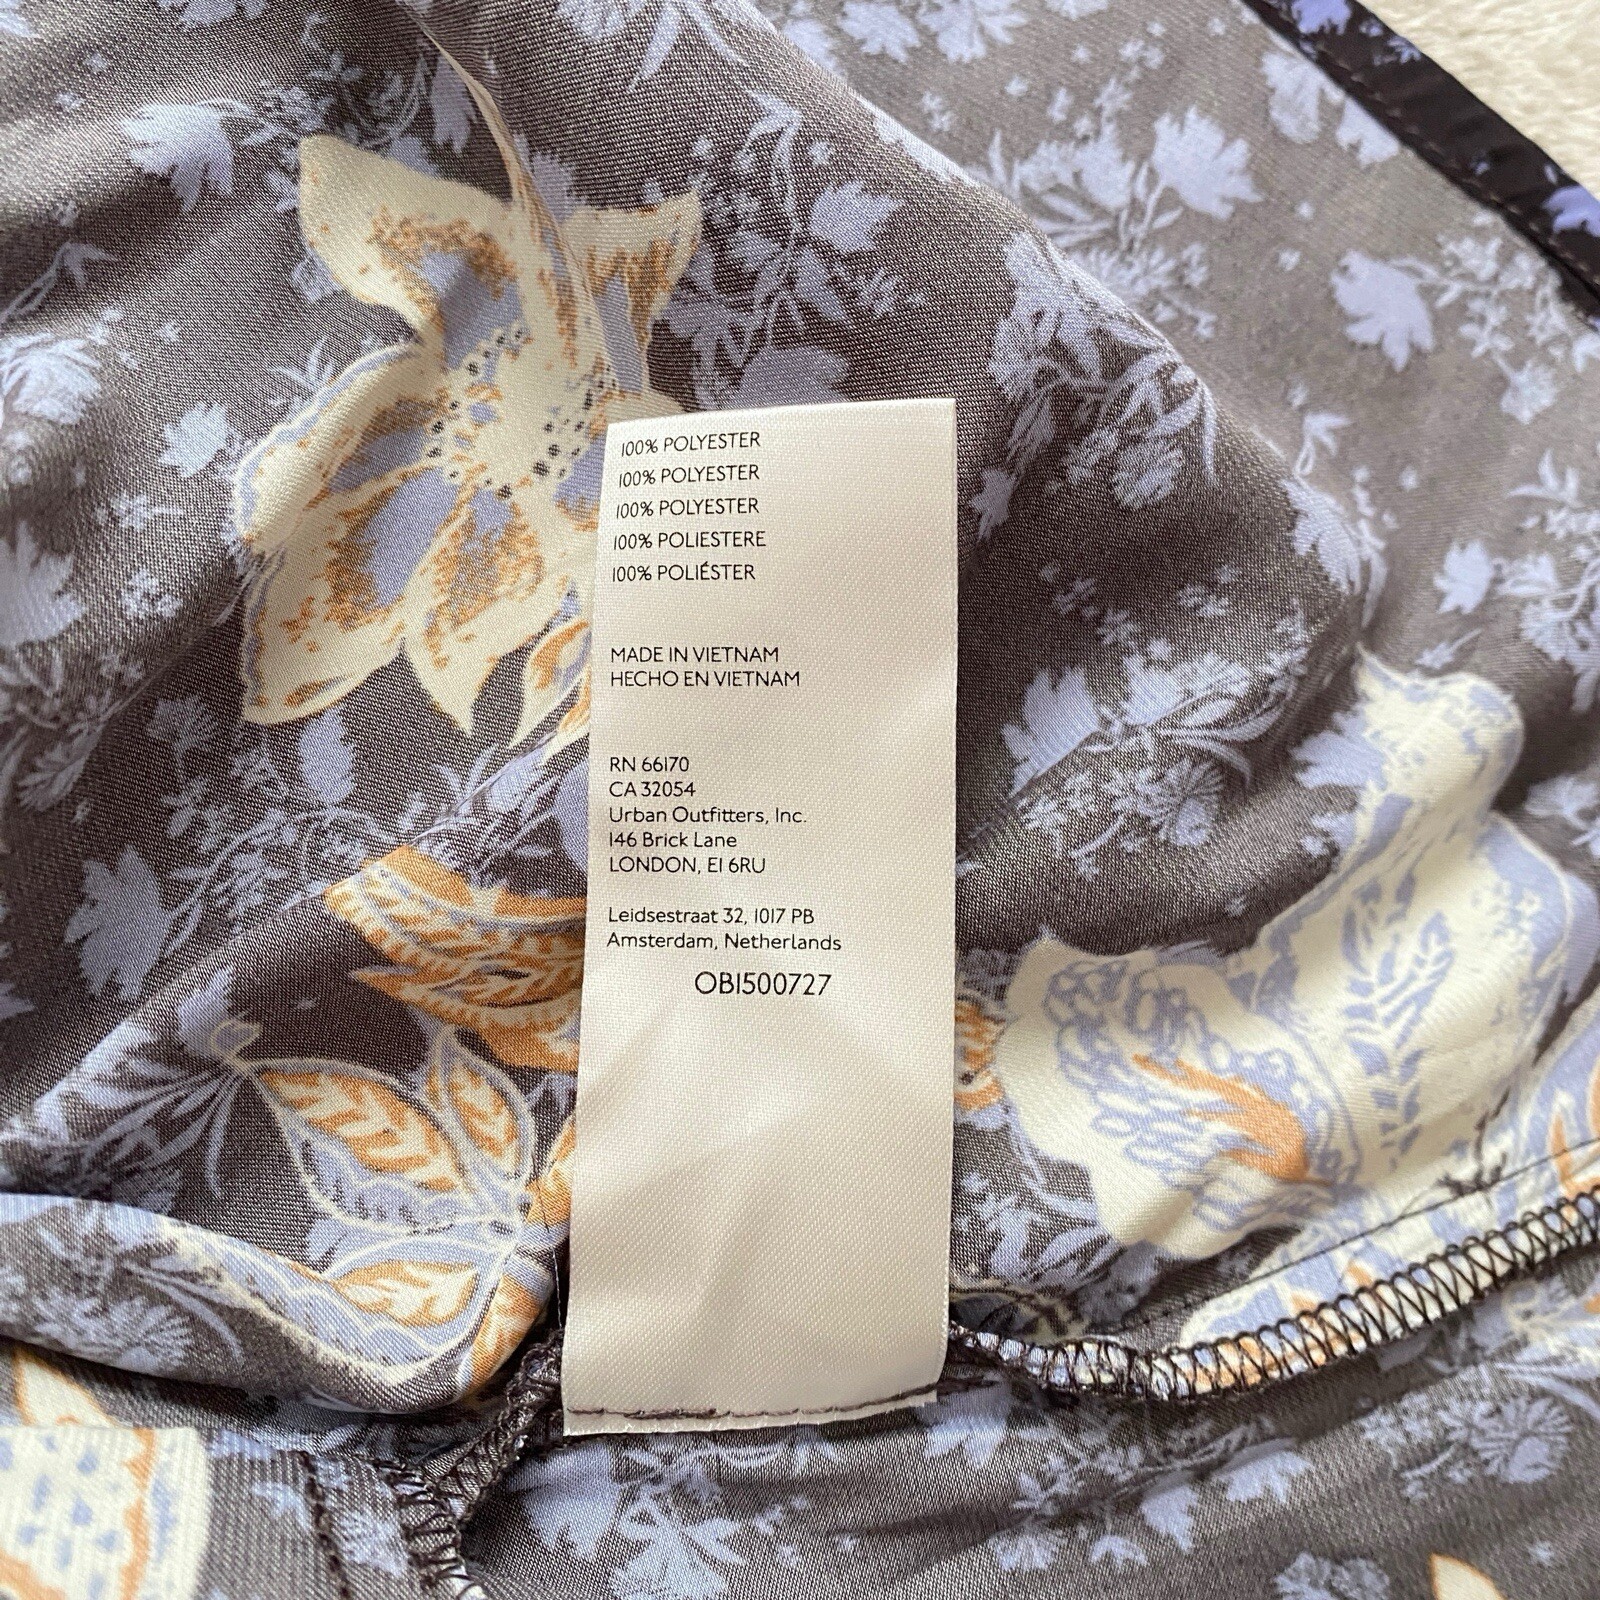 100% POLYESTER
100% POLYESTER
100% POLYESTER
100% POLIESTERE
100% POLIÉSTER
MADE IN VIETNAM
HECHO EN VIETNAM
RN 66170
CA 32054
Urban Outfitters, Inc.
146 Brick Lane
LONDON, E1 6RU
Leidsestraat 32, 1017 PB
Amsterdam, Netherlands
OB1500727